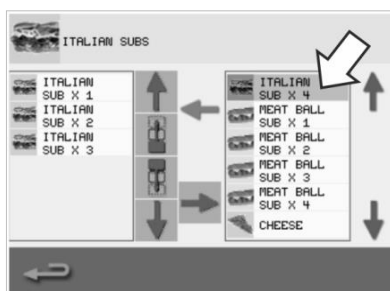 ITALIAN SUBS
ITALIAN
SUB X 1
ITALIAN
SUB X 2
ITALIAN
SUB X 3
ITALIAN
SUB X 4
MEAT BALL
SUB X 1
MEAT BALL
SUB X 2
MEAT BALL
SUB X 3
MEAT BALL
SUB X 4
CHEESE